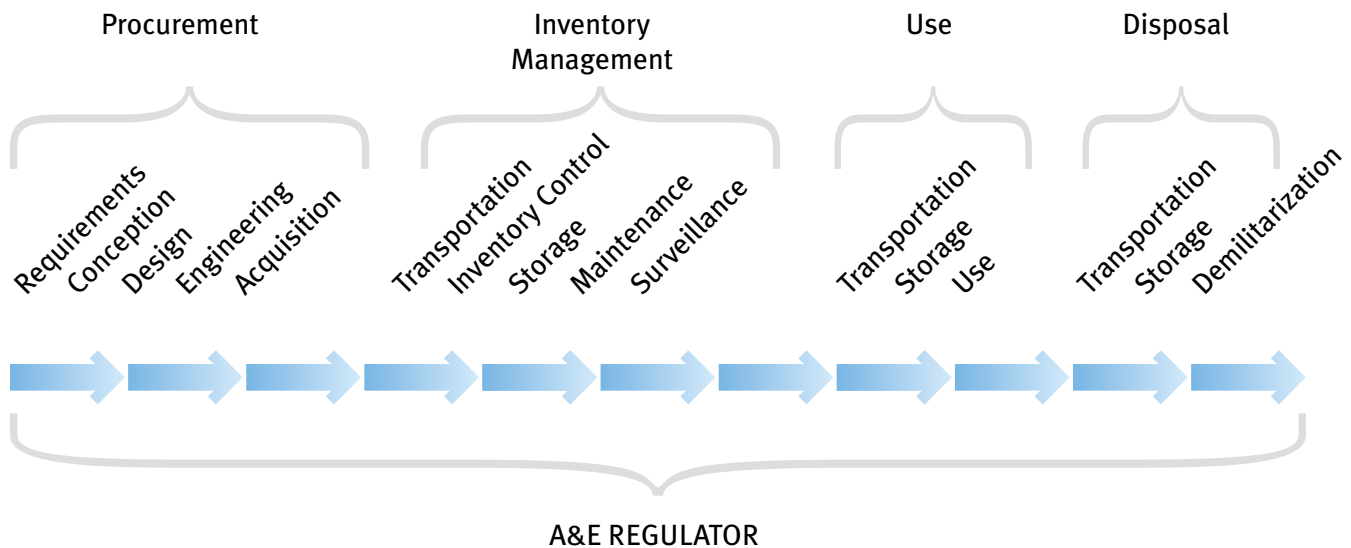 Procurement
Inventory
Management
Use
Disposal
Requirements
Conception
Design
Engineering
Acquisition
Transportation
Inventory Control
Storage
Maintenance
Surveillance
Transportation
Storage
Use
Transportation
Storage
Demilitarization
A&E REGULATOR